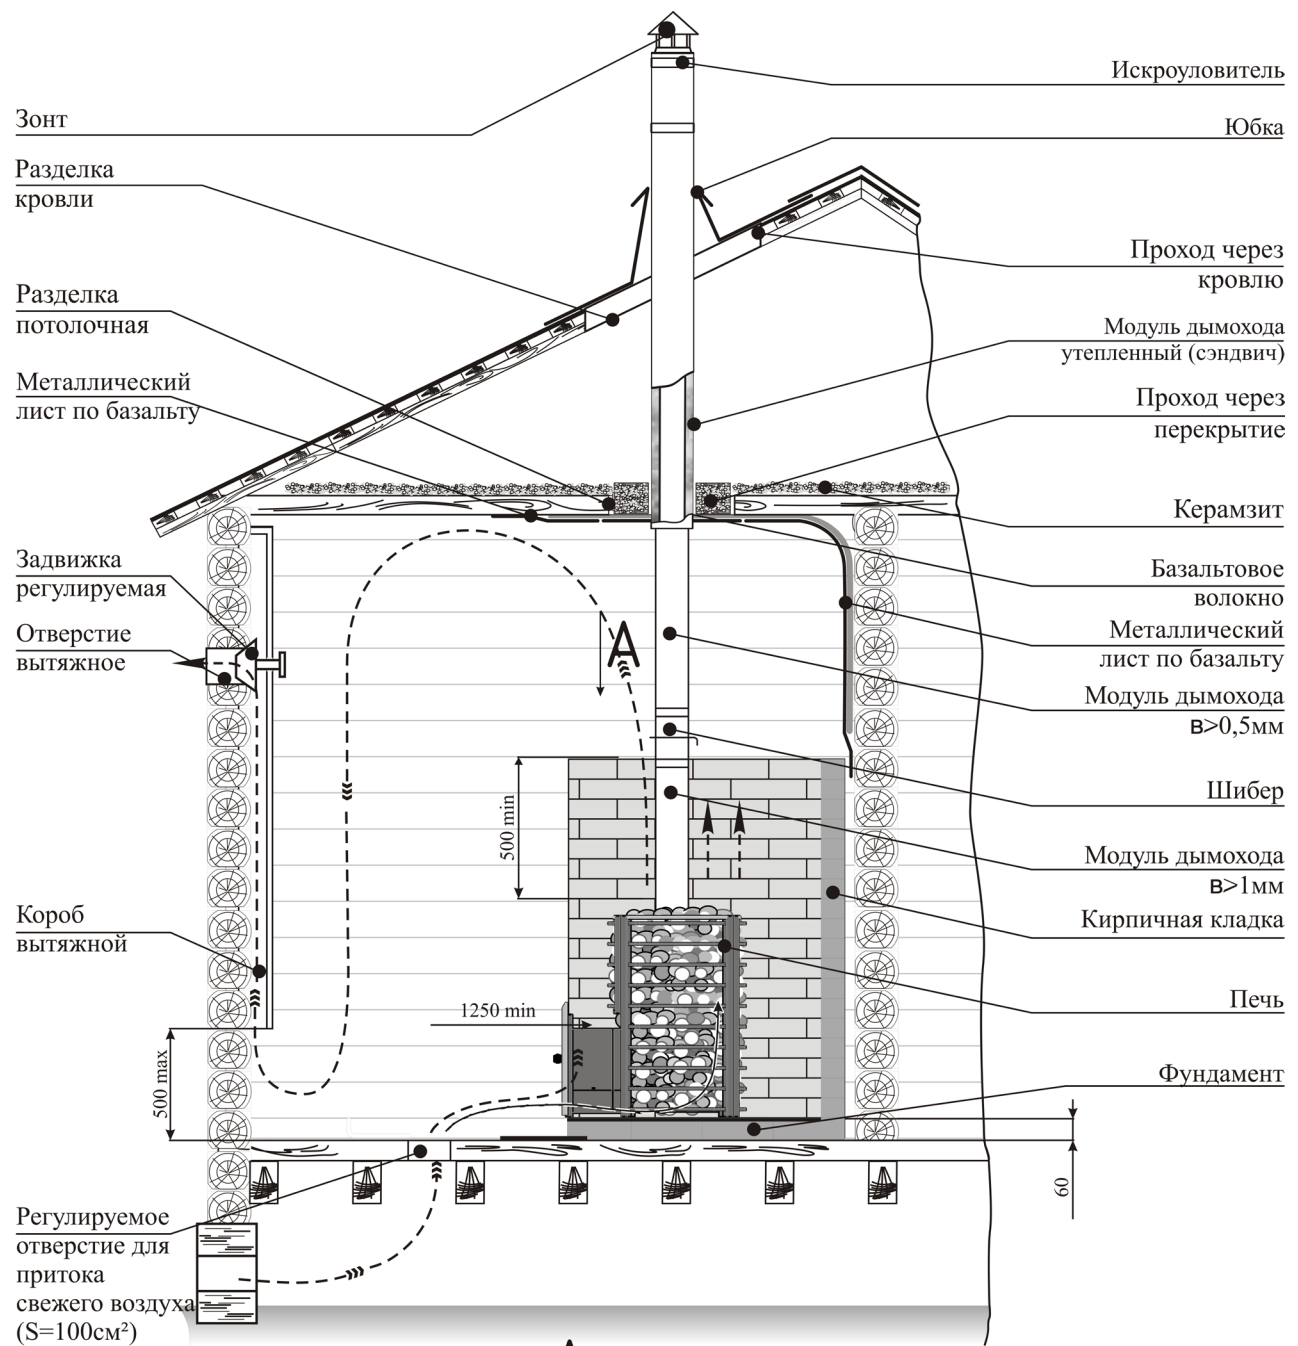 Зонт
Разделка
кровли
Разделка
потолочная
Металлический
лист по базальту
Задвижка
регулируемая
Отверстие
вытяжное
Короб
вытяжной
Регулируемое
отверстие для
притока
свежего воздуха
(S=100см²)
Искроуловитель
Юбка
Проход через
кровлю
Модуль дымохода
утепленный (сэндвич)
Проход через
перекрытие
Керамзит
Базальтовое
волокно
Металлический
лист по базальту
Модуль дымохода
в>0,5мм
Шибер
Модуль дымохода
в>1мм
Кирпичная кладка
Печь
Фундамент
А
500 min
1250 min
500 max
60